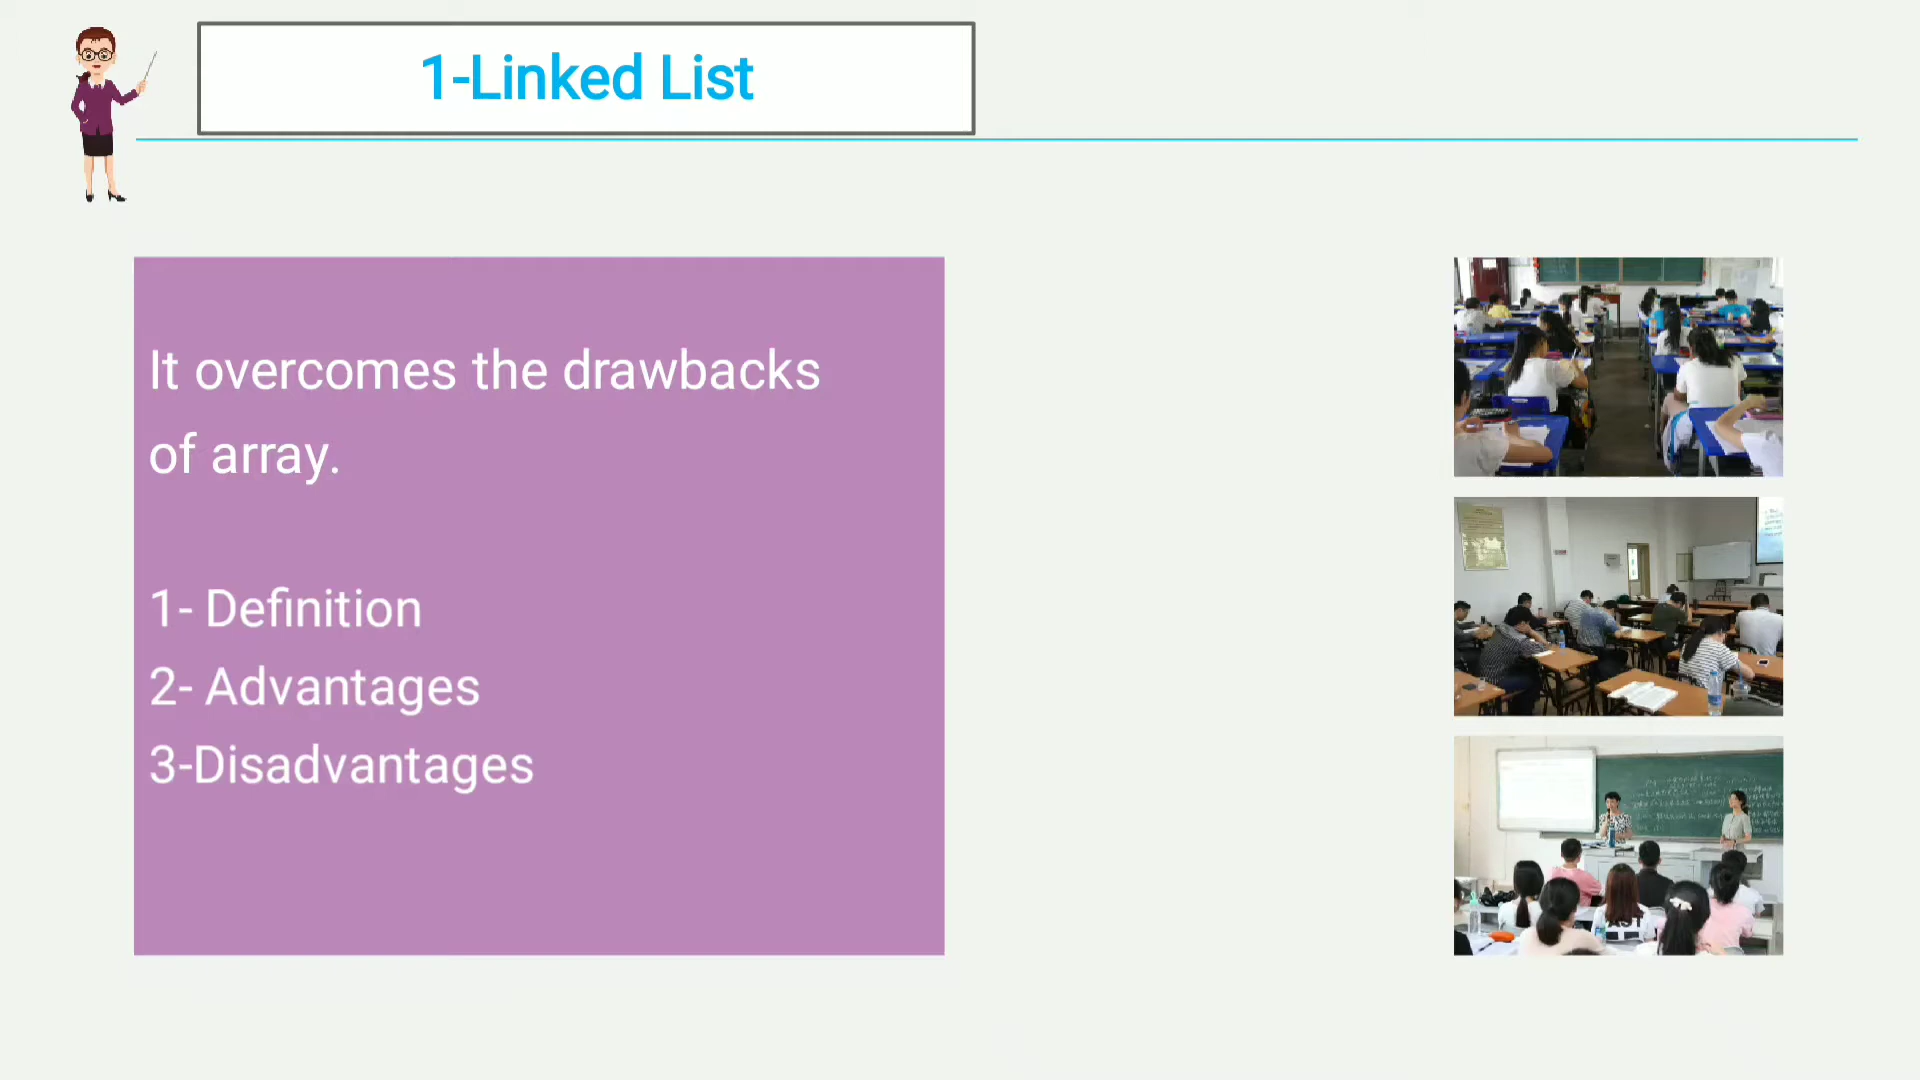 1-Linked List
It overcomes the drawbacks
of array.
1- Definition
2- Advantages
3-Disadvantages